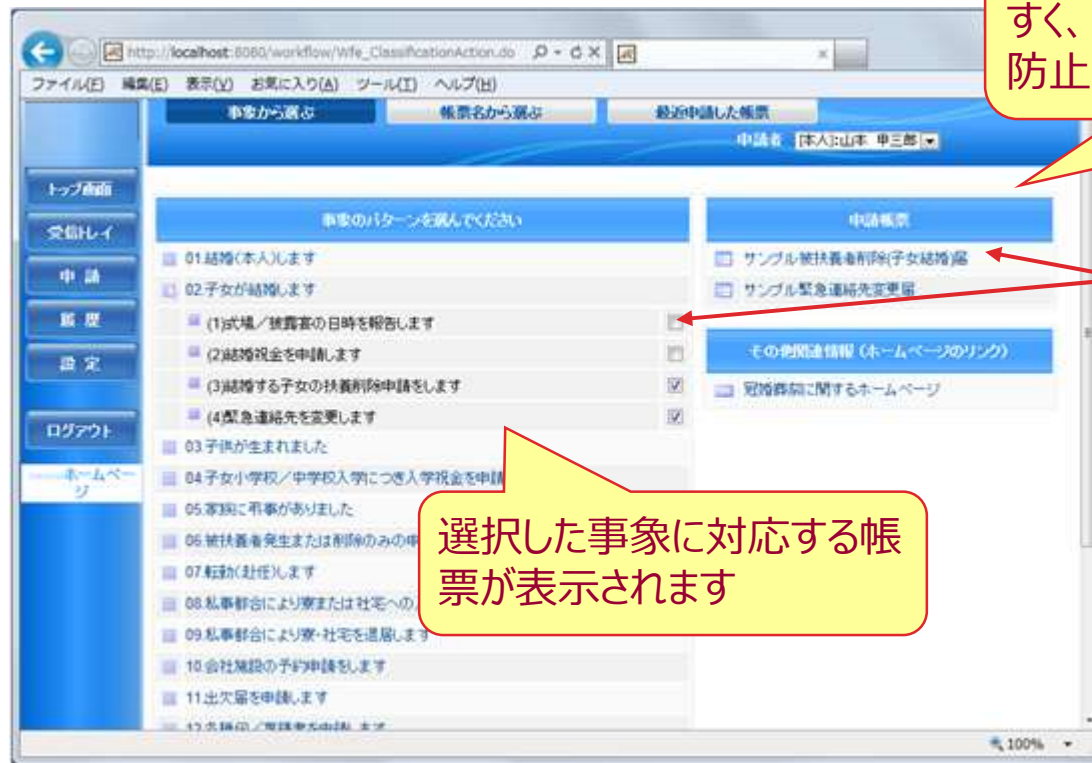 すく、
防止
http://localhost:8080/workflow/Wfe_ClassificationAction.do
ファイル(F) 編集(E) 表示(V) お気に入り(A) ツール(T) ヘルプ(H)
事象から選ぶ 帳票名から選ぶ 最近申請した帳票
申請者 [本人]:山本 申三郎
トップ画面
受信トレイ
申 請
履 歴
設 定
ログアウト
ホームページ
事象のパターンを選んでください
01.結婚(本人)します
02.子女が結婚します
(1)式場/披露宴の日時を報告します
(2)結婚祝金を申請します
(3)結婚する子女の扶養削除申請をします
(4)緊急連絡先を変更します
03.子供が生まれました
04.子女小学校/中学校入学につき入学祝金を申請
05.家族に弔事がありました
06.被扶養者発生または削除のみの申
07.転勤(赴任)します
08.私事都合により寮または社宅への
09.私事都合により寮・社宅を退居します
10.会社施設の予約申請をします
11.出欠届を申請します
申請帳票
サンプル被扶養者削除(子女結婚)届
サンプル緊急連絡先変更届
その他関連情報(ホームページのリンク)
冠婚葬祭に関するホームページ
選択した事象に対応する帳
票が表示されます
100%